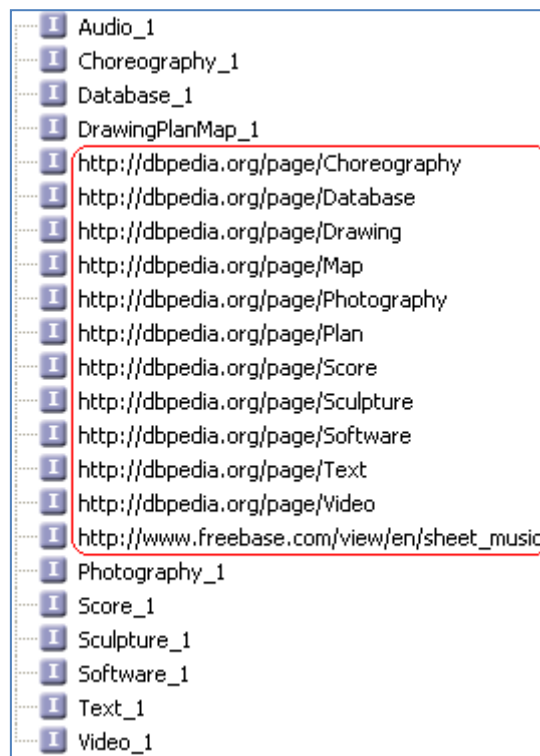 Audio_1
Choreography_1
Database_1
DrawingPlanMap_1
http://dbpedia.org/page/Choreography
http://dbpedia.org/page/Database
http://dbpedia.org/page/Drawing
http://dbpedia.org/page/Map
http://dbpedia.org/page/Photography
http://dbpedia.org/page/Plan
http://dbpedia.org/page/Score
http://dbpedia.org/page/Sculpture
http://dbpedia.org/page/Software
http://dbpedia.org/page/Text
http://dbpedia.org/page/Video
http://www.freebase.com/view/en/sheet_music
Photography_1
Score_1
Sculpture_1
Software_1
Text_1
Video_1